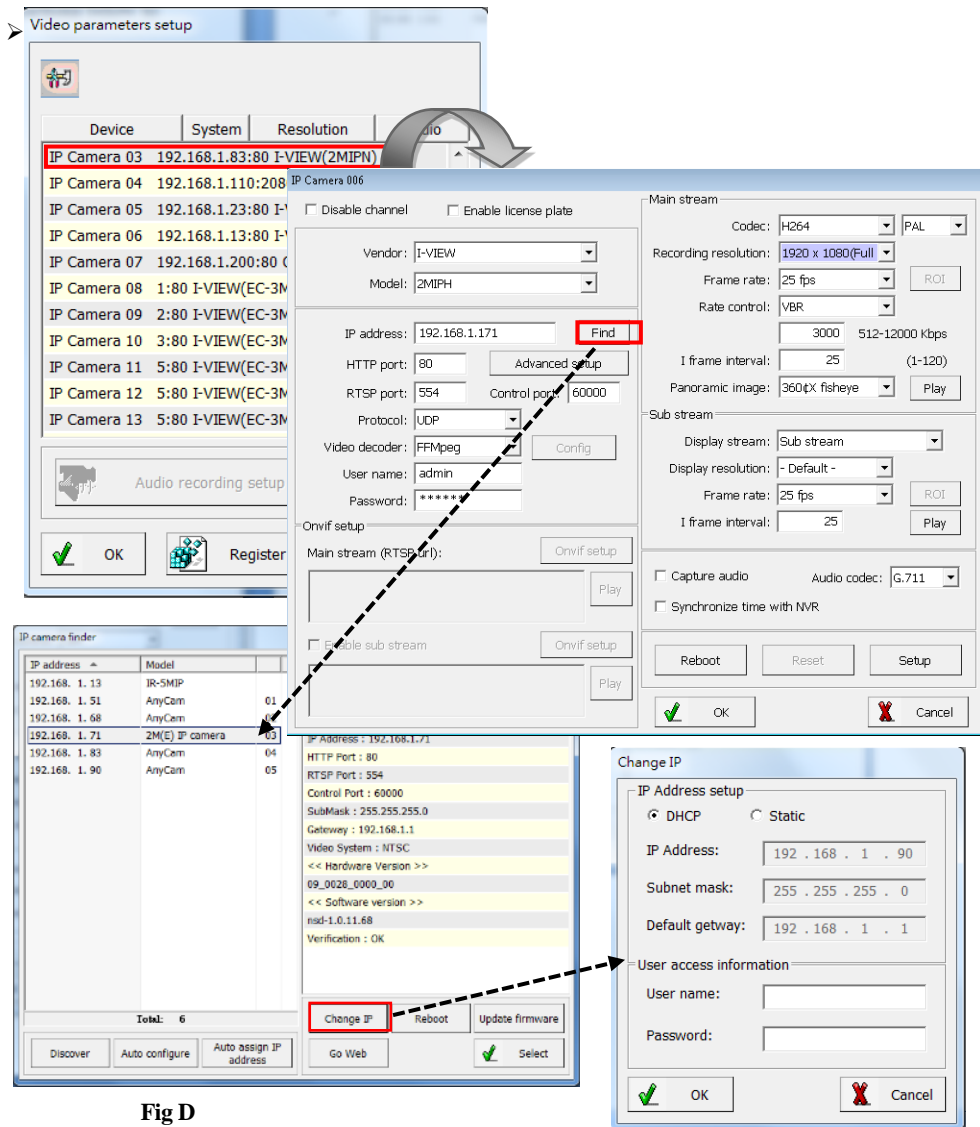 ➢
Video parameters setup
Device System Resolution
IP Camera 03 192.168.1.83:80 I-VIEW(2MIPN)
IP Camera 04 192.168.1.110:208
IP Camera 05 192.168.1.23:80 I-
IP Camera 06 192.168.1.13:80 I-
IP Camera 07 192.168.1.200:80
IP Camera 08 1:80 I-VIEW(EC-3M
IP Camera 09 2:80 I-VIEW(EC-3M
IP Camera 10 3:80 I-VIEW(EC-3M
IP Camera 11 5:80 I-VIEW(EC-3M
IP Camera 12 5:80 I-VIEW(EC-3M
IP Camera 13 5:80 I-VIEW(EC-3M
Audio recording setup
OK Register
IP Camera 006
Disable channel Enable license plate
Vendor: I-VIEW
Model: 2MIPH
IP address: 192.168.1.171 Find
HTTP port: 80 Advanced setup
RTSP port: 554 Control port: 60000
Protocol: UDP
Video decoder: FFMpeg Config
User name: admin
Password: ******
Onvif setup
Main stream (RTSP url): Onvif setup
Play
Enable sub stream Onvif setup
Play
Main stream
Codec: H264 PAL
Recording resolution: 1920 x 1080(Full
Frame rate: 25 fps ROI
Rate control: VBR
3000 512-12000 Kbps
I frame interval: 25 (1-120)
Panoramic image: 360¢X fisheye Play
Sub stream
Display stream: Sub stream
Display resolution: - Default -
Frame rate: 25 fps ROI
I frame interval: 25 Play
Capture audio Audio codec: G.711
Synchronize time with NVR
Reboot Reset Setup
OK Cancel
IP camera finder
IP address Model
192.168. 1. 13 IR-5MIP
192.168. 1. 51 AnyCam 01
192.168. 1. 68 AnyCam
192.168. 1. 71 2M(E) IP camera 03
192.168. 1. 83 AnyCam 04
192.168. 1. 90 AnyCam 05
Total: 6
Discover Auto configure Auto assign IP address
IP Address : 192.168.1.71
HTTP Port : 80
RTSP Port : 554
Control Port : 60000
SubMask : 255.255.255.0
Gateway : 192.168.1.1
Video System : NTSC
<< Hardware Version >>
09_0028_0000_00
<< Software version >>
nsd-1.0.11.68
Verification : OK
Change IP Reboot Update firmware
Go Web Select
Change IP
IP Address setup
DHCP Static
IP Address: 192 . 168 . 1 . 90
Subnet mask: 255 . 255 . 255 . 0
Default getway: 192 . 168 . 1 . 1
User access information
User name:
Password:
OK Cancel
Fig D